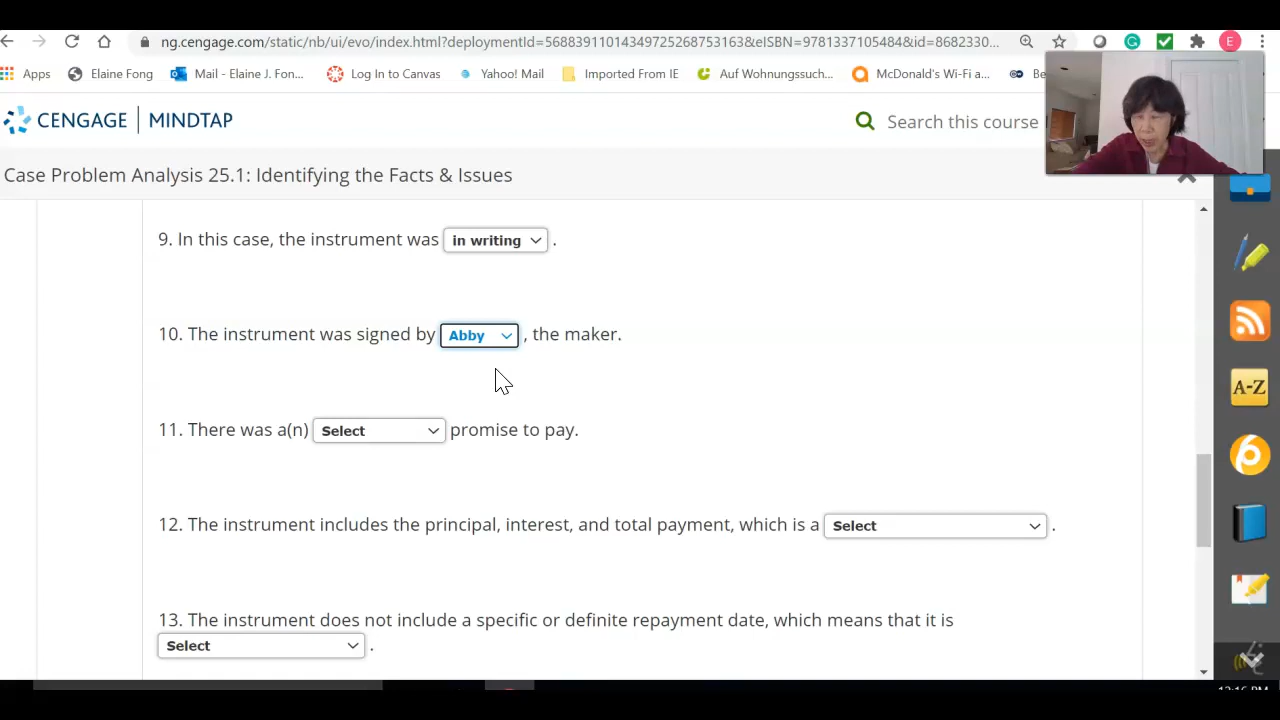 ng.cengage.com/static/nb/ui/evo/index.html?deploymentId=5688391101434972526875 3163&eISBN=9781337105484&id=8682330...
E
Apps Elaine Fong Mail - Elaine J. Fon... Log In to Canvas Yahoo! Mail Imported From IE Auf Wohnungssuch... McDonald's Wi-Fi a... Be
CENGAGE MINDTAP Search this course
Case Problem Analysis 25.1: Identifying the Facts & Issues
9. In this case, the instrument was in writing .
10. The instrument was signed by Abby , the maker.
A-Z
11. There was a(n) Select promise to pay.
12. The instrument includes the principal, interest, and total payment, which is a Select .
13. The instrument does not include a specific or definite repayment date, which means that it is
Select .